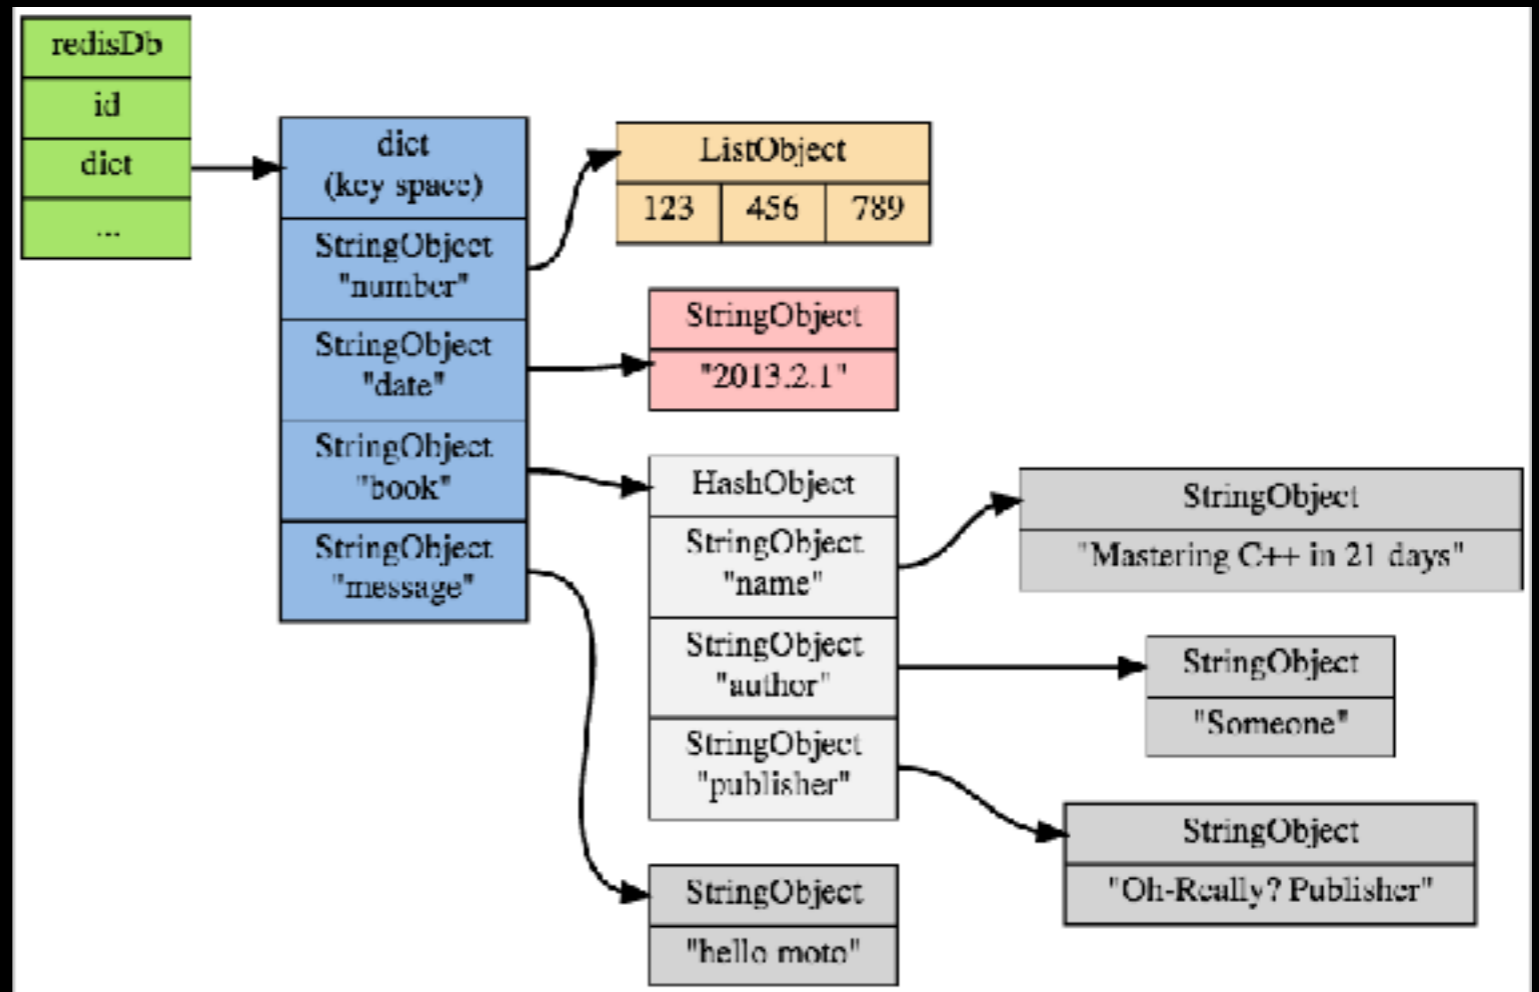 redisDb
id
dict
...
dict
(key space)
StringObject
"number"
StringObject
"date"
StringObject
"book"
StringObject
"message"
ListObject
123 456 789
StringObject
"2013.2.1"
HashObject
StringObject
"name"
StringObject
"author"
StringObject
"publisher"
StringObject
"hello moto"
StringObject
"Mastering C++ in 21 days"
StringObject
"Someone"
StringObject
"Oh-Really? Publisher"